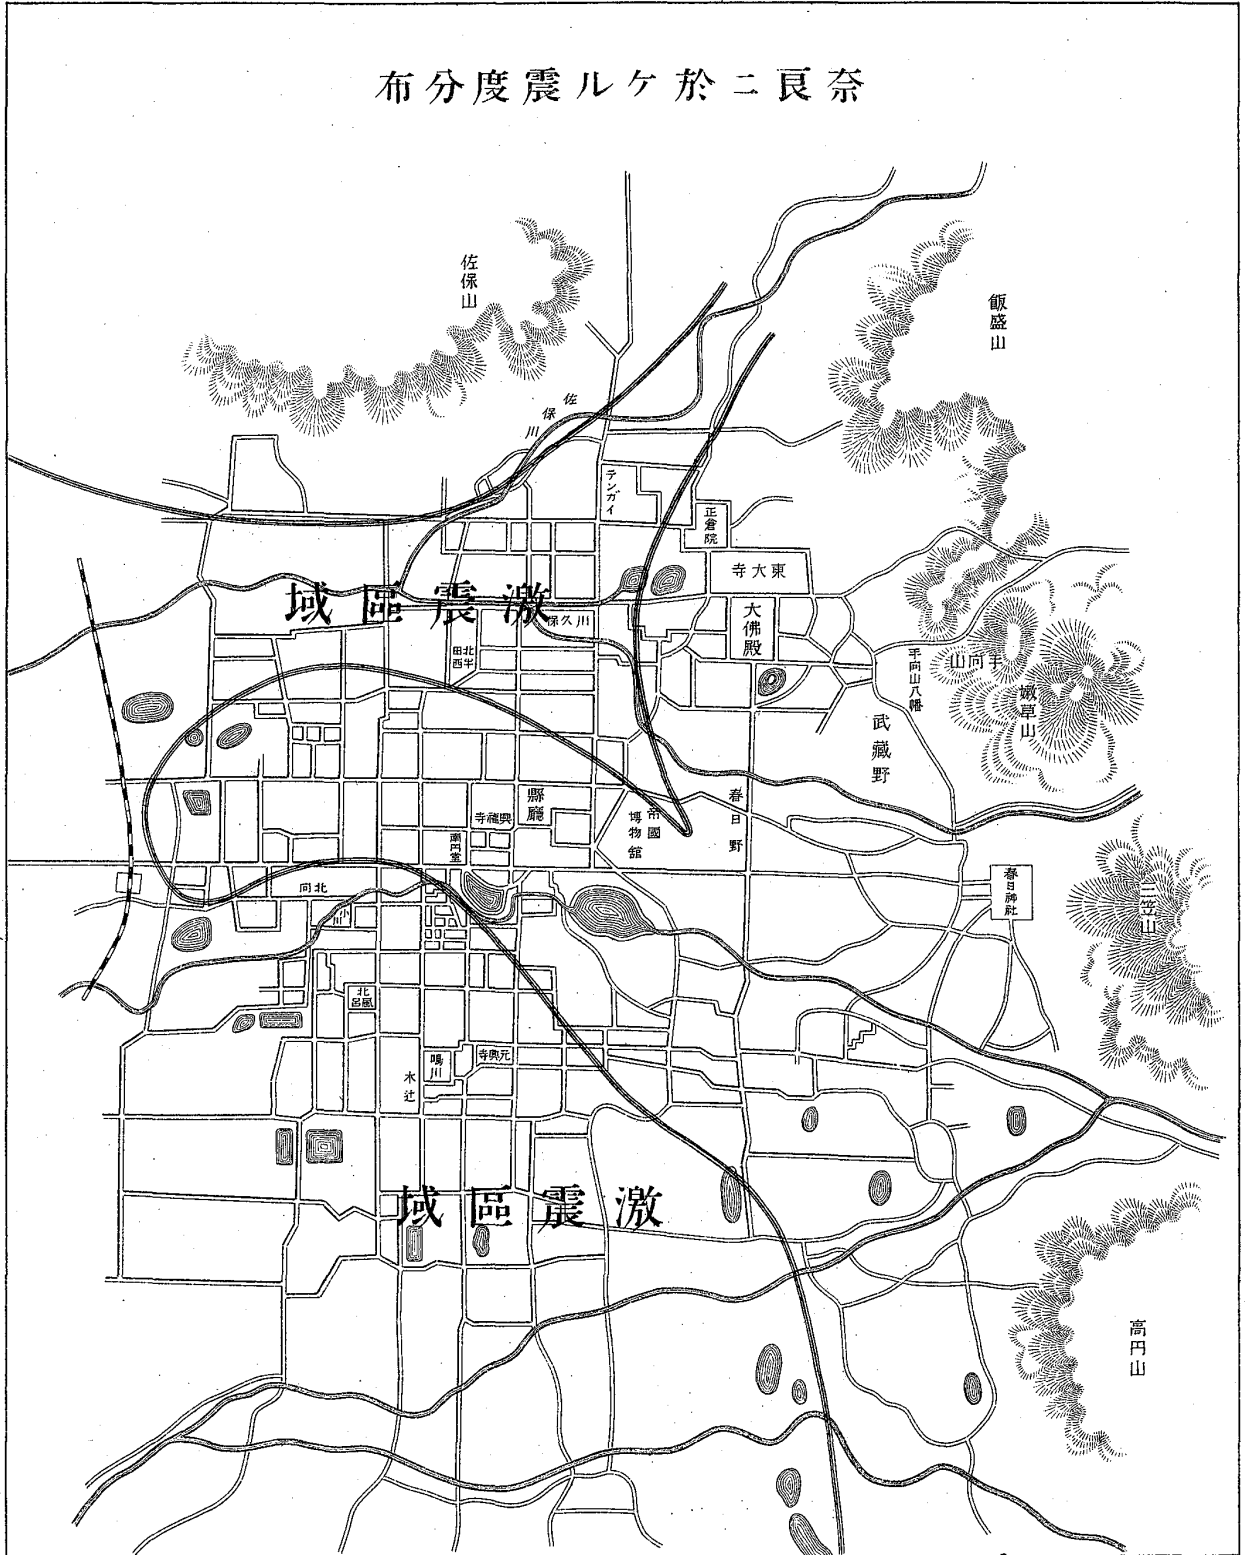 奈良ニ於ケル震度分布
佐保山
飯盛山
佐保川
テンガイ
正倉院
東大寺
激震區域
川久保
大佛殿
北半
田西
手向山八幡
手向山
嫩草山
武藏野
縣廳
興福寺
帝國
博物館
春日野
南円堂
北向
小川
春日神社
三笠山
北風呂
鳴川
元興寺
木辻
激震區域
高円山